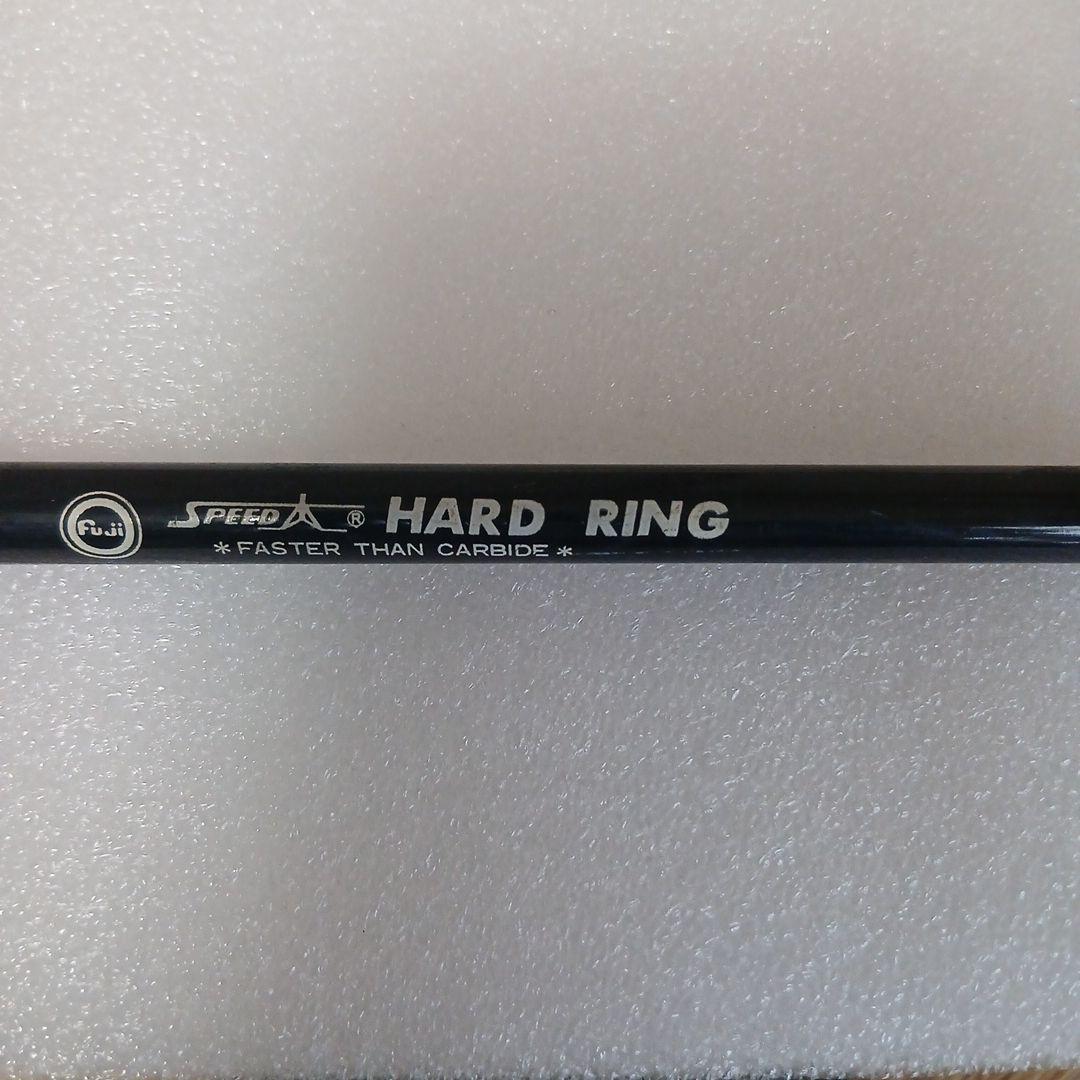 Fuji
SPEED大® HARD RING
*FASTER THAN CARBIDE*